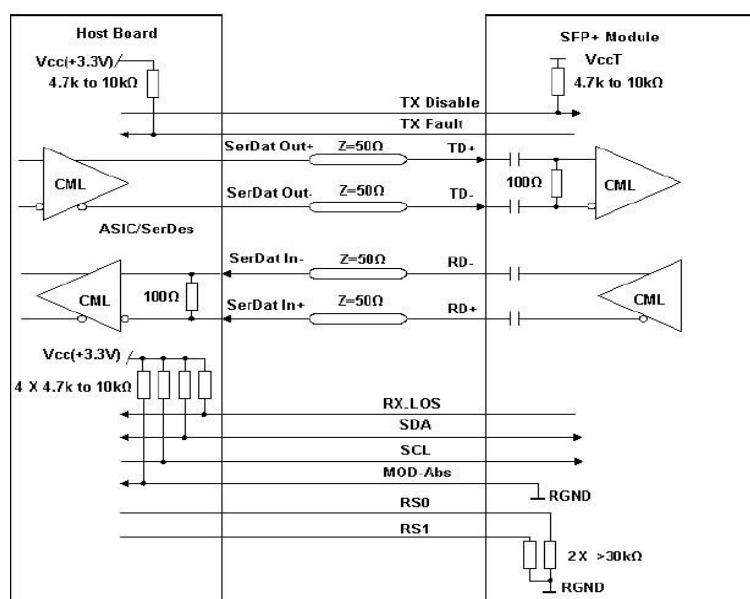 Host Board
SFP+ Module
Vcc(+3.3V)
4.7k to 10kΩ
VccT
4.7k to 10kΩ
TX Disable
TX Fault
SerDat Out+
Z=50Ω
TD+
CML
100Ω
CML
SerDat Out-
Z=50Ω
TD-
ASIC/SerDes
SerDat In-
Z=50Ω
RD-
CML
100Ω
SerDat In+
Z=50Ω
RD+
CML
Vcc(+3.3V)
4 X 4.7k to 10kΩ
RX_LOS
SDA
SCL
MOD-Abs
RGND
RS0
RS1
2X >30kΩ
RGND